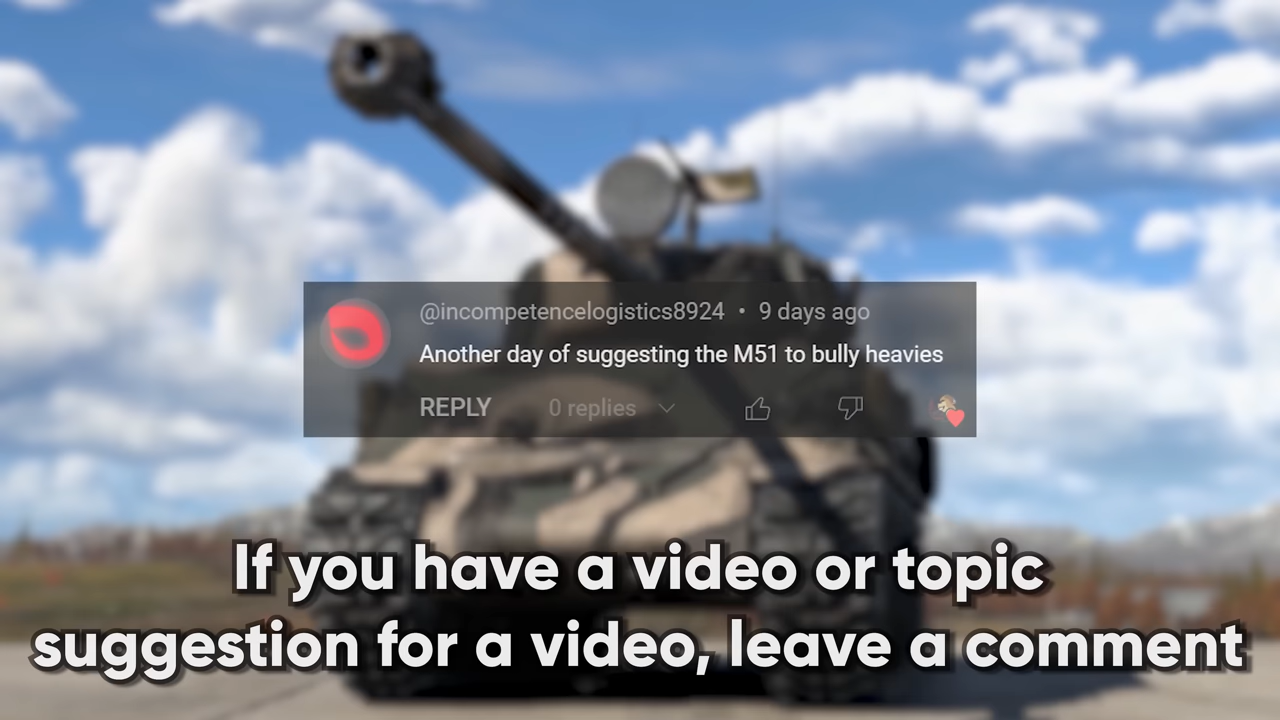 @incompetencelogistics8924 • 9 days ago
Another day of suggesting the M51 to bully heavies
REPLY 0 replies
If you have a video or topic
suggestion for a video, leave a comment